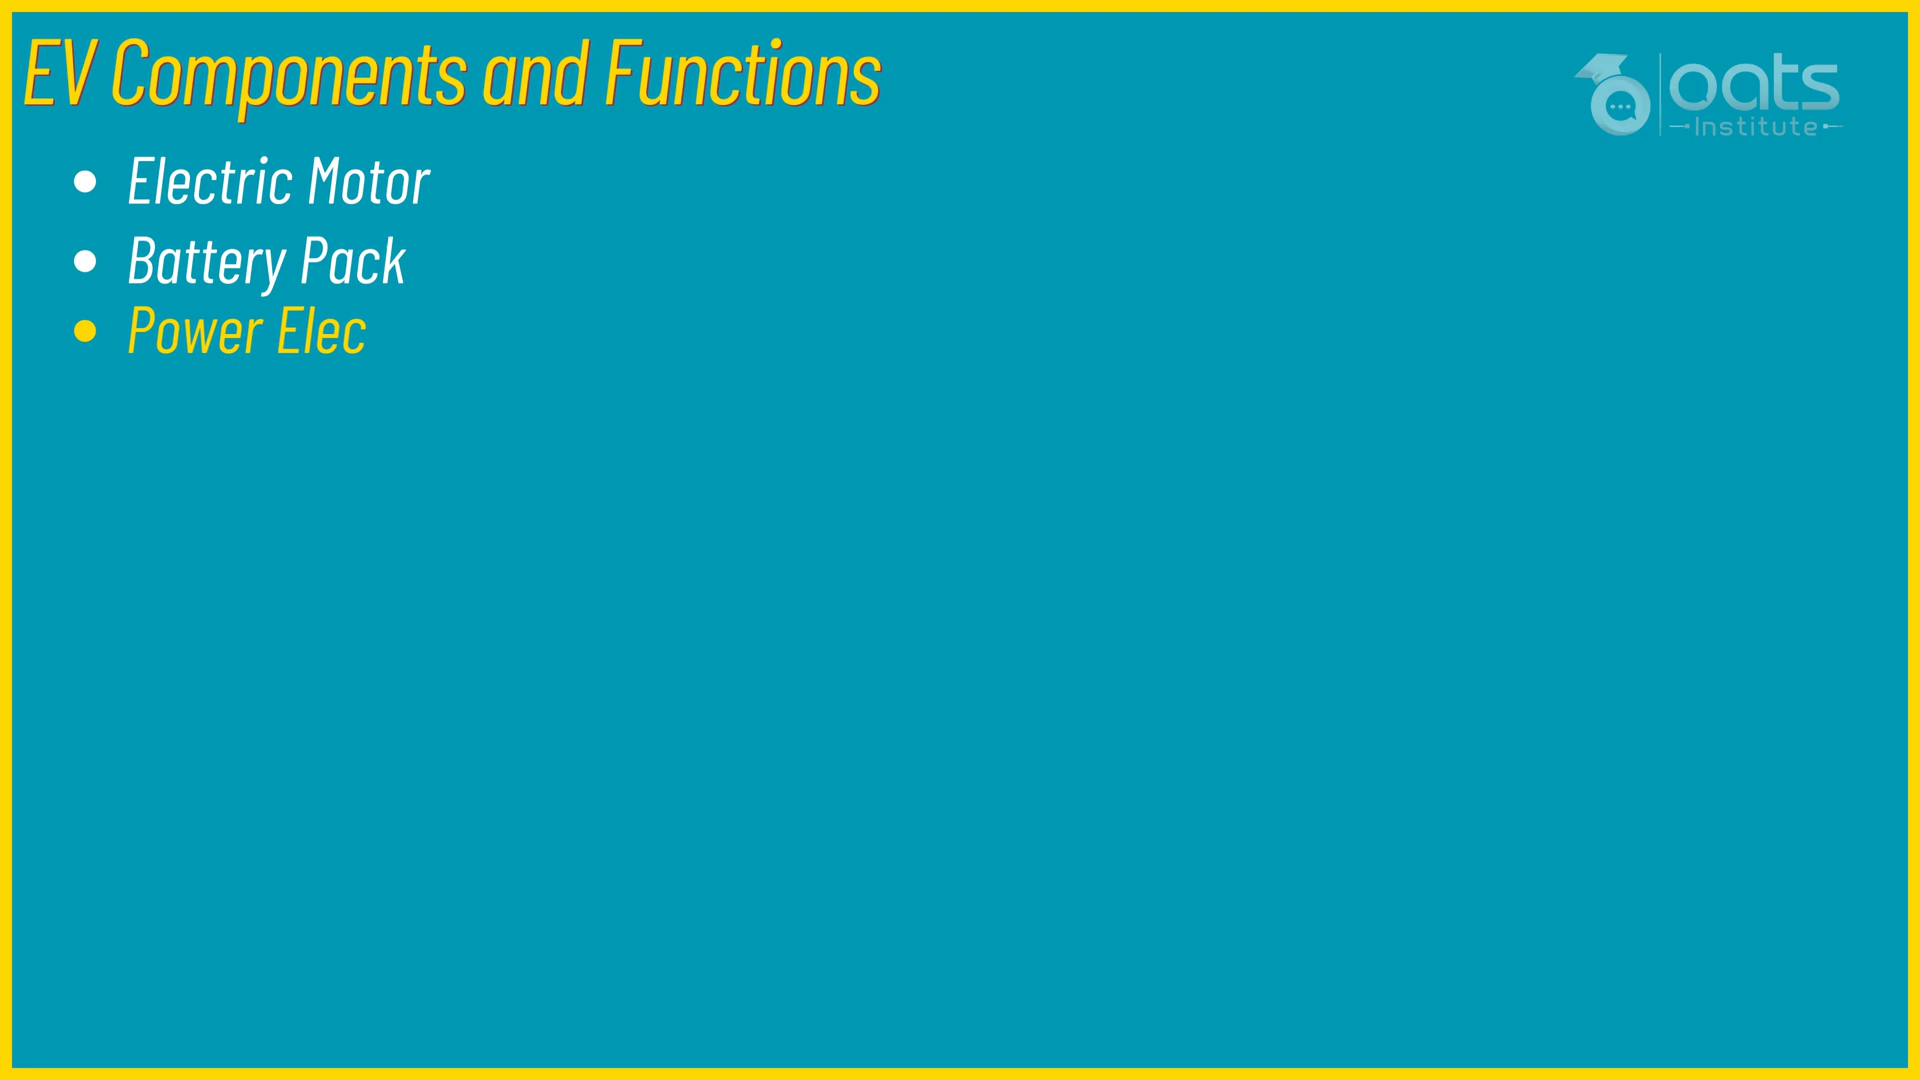 EV Components and Functions
oats
Institute
Electric Motor
Battery Pack
Power Elec